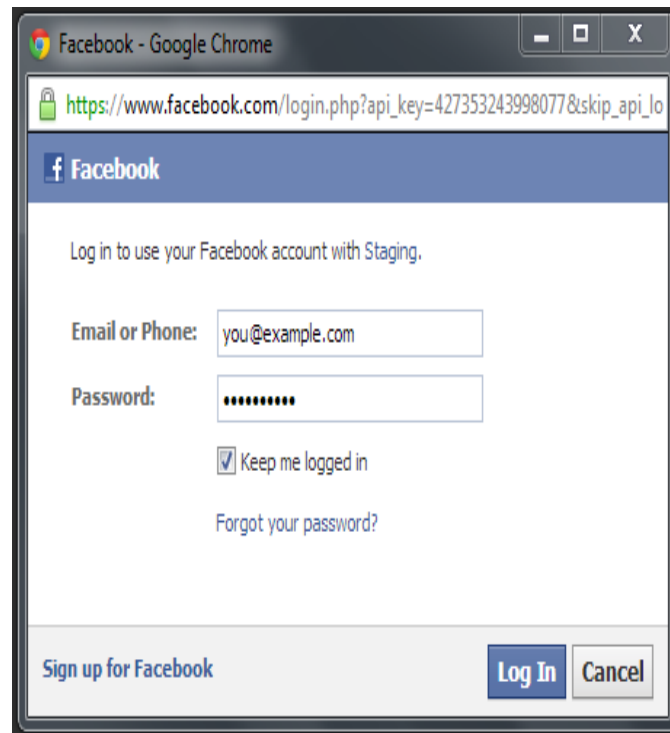 Facebook - Google Chrome
https://www.facebook.com/login.php?api_key=427353243998077&skip_api_lo
f Facebook
Log in to use your Facebook account with Staging.
Email or Phone: you@example.com
Password: ••••••••••
Keep me logged in
Forgot your password?
Sign up for Facebook Log In Cancel